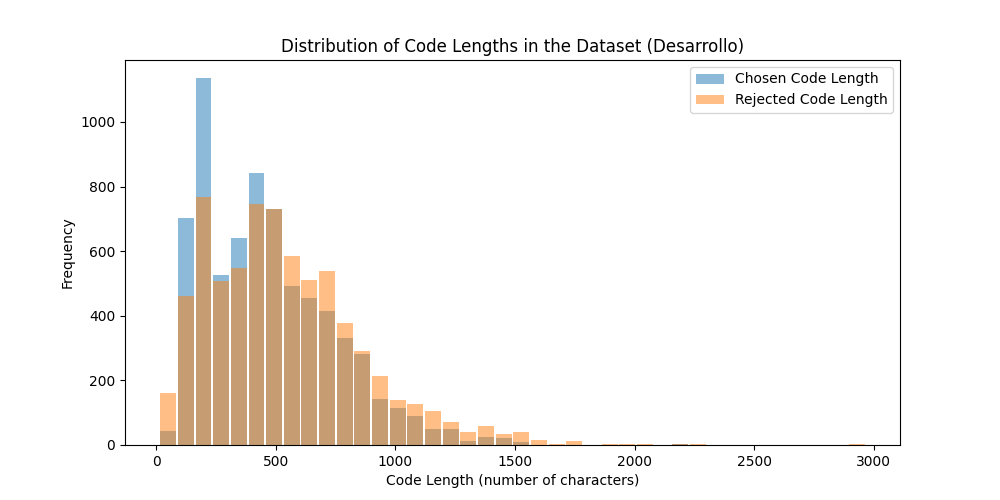 Distribution of Code Lengths in the Dataset (Desarrollo)
Chosen Code Length
Rejected Code Length
Frequency
1000
800
600
400
200
0
0 500 1000 1500 2000 2500 3000
Code Length (number of characters)